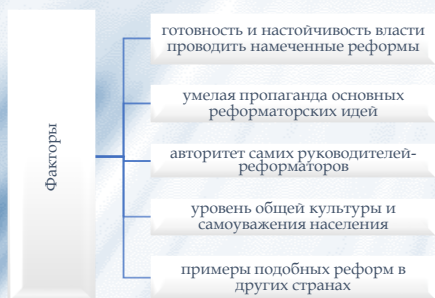 Факторы
готовность и настойчивость власти
проводить намеченные реформы
умелая пропаганда основных
реформаторских идей
авторитет самих руководителей-
реформаторов
уровень общей культуры и
самоуважения населения
примеры подобных реформ в
других странах